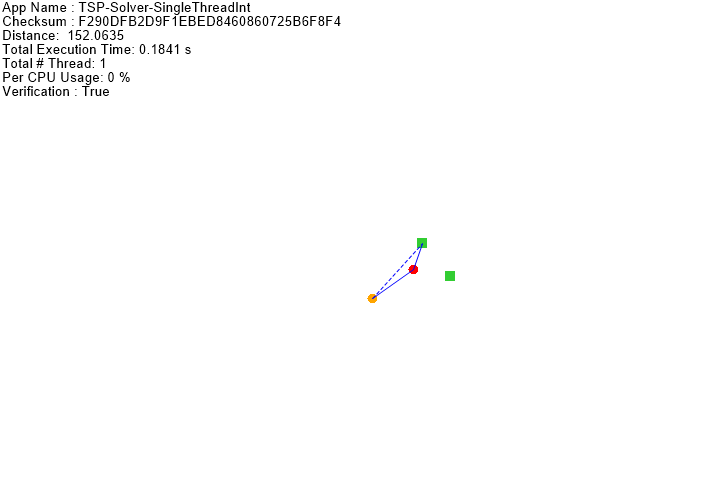 App Name : TSP-Solver-SingleThreadInt
Checksum : F290DFB2D9F1EBED8460860725B6F8F4
Distance:  152.0635
Total Execution Time: 0.1841 s
Total # Thread: 1
Per CPU Usage: 0 %
Verification : True